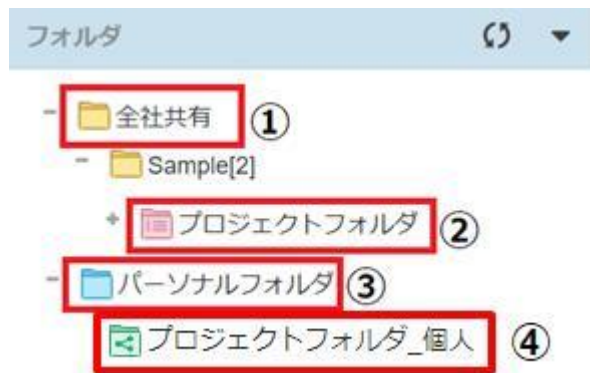 フォルダ
全社共有 ①
Sample[2]
プロジェクトフォルダ ②
パーソナルフォルダ ③
プロジェクトフォルダ_個人 ④